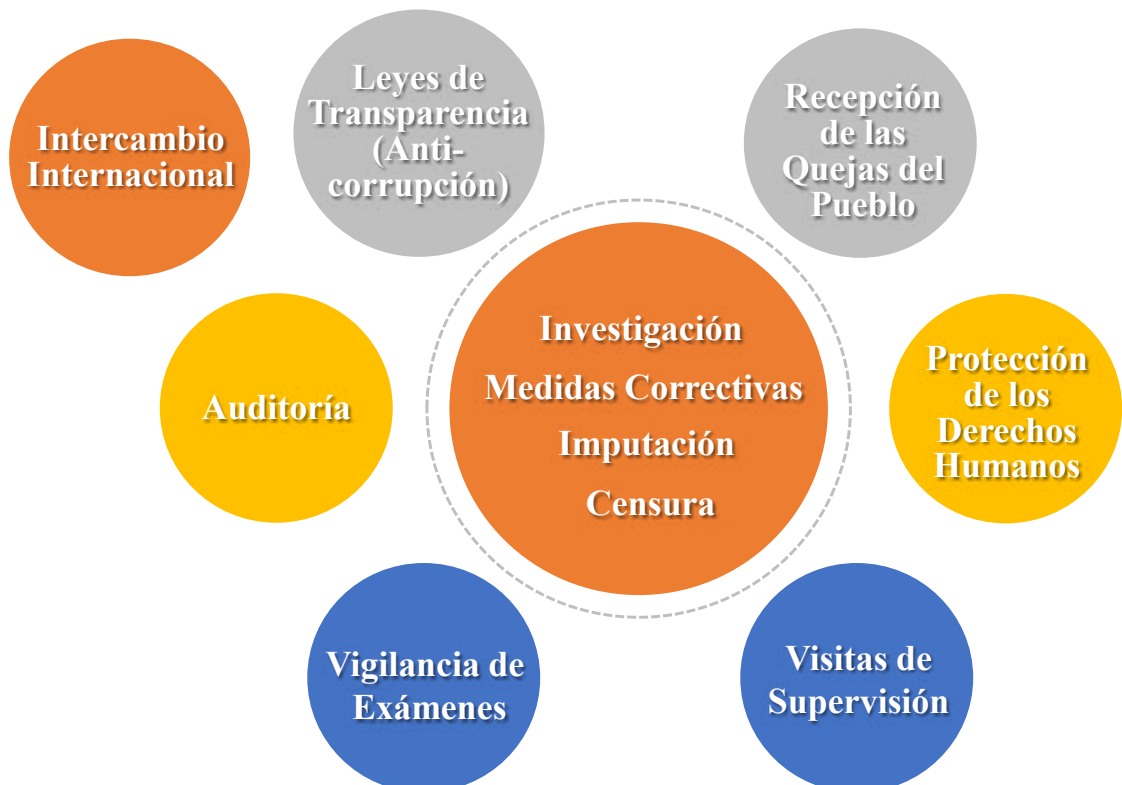 Intercambio
Internacional
Leyes de
Transparencia
(Anti-
corrupción)
Recepción
de las
Quejas del
Pueblo
Auditoría
Investigación
Medidas Correctivas
Imputación
Censura
Protección
de los
Derechos
Humanos
Vigilancia de
Exámenes
Visitas de
Supervisión